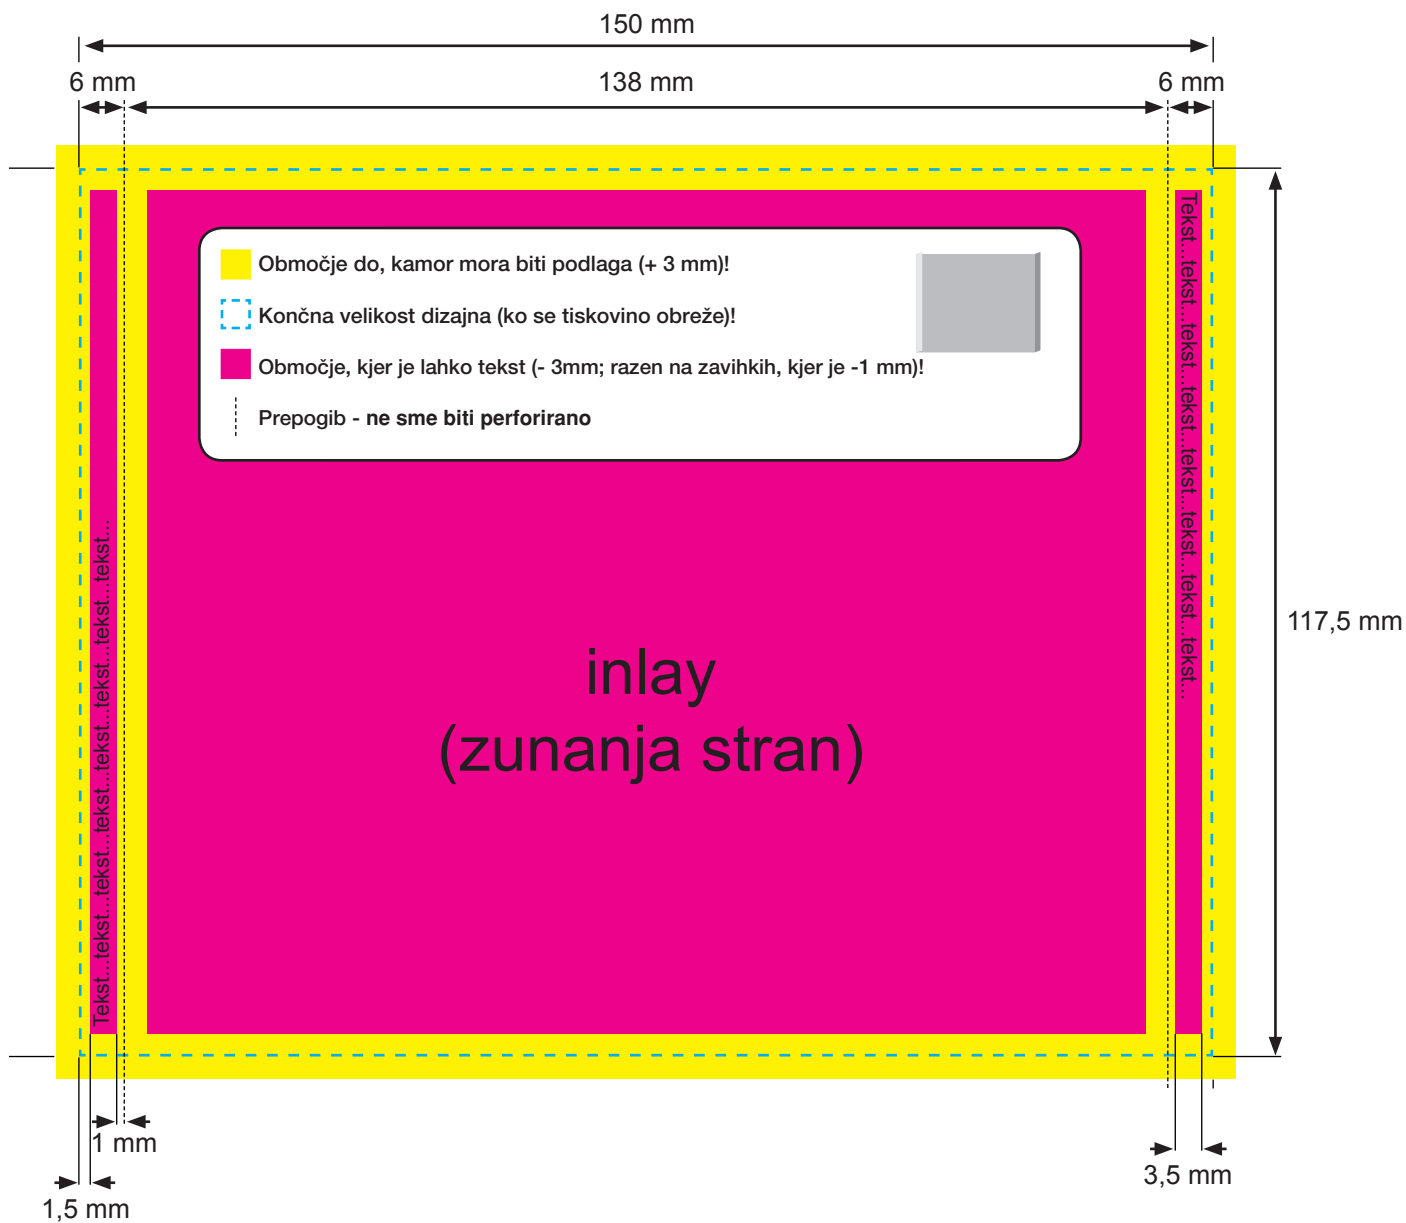 150 mm
6 mm
138 mm
6 mm
Območje do, kamor mora biti podlaga (+ 3 mm)!
Končna velikost dizajna (ko se tiskovino obreže)!
Območje, kjer je lahko tekst (- 3mm; razen na zavihkih, kjer je -1 mm)!
Prepogib - ne sme biti perforirano
Tekst...tekst...tekst...tekst...tekst...tekst...tekst...tekst...
Tekst...tekst...tekst...tekst...tekst...tekst...tekst...tekst...
117,5 mm
inlay
(zunanja stran)
1 mm
1,5 mm
3,5 mm